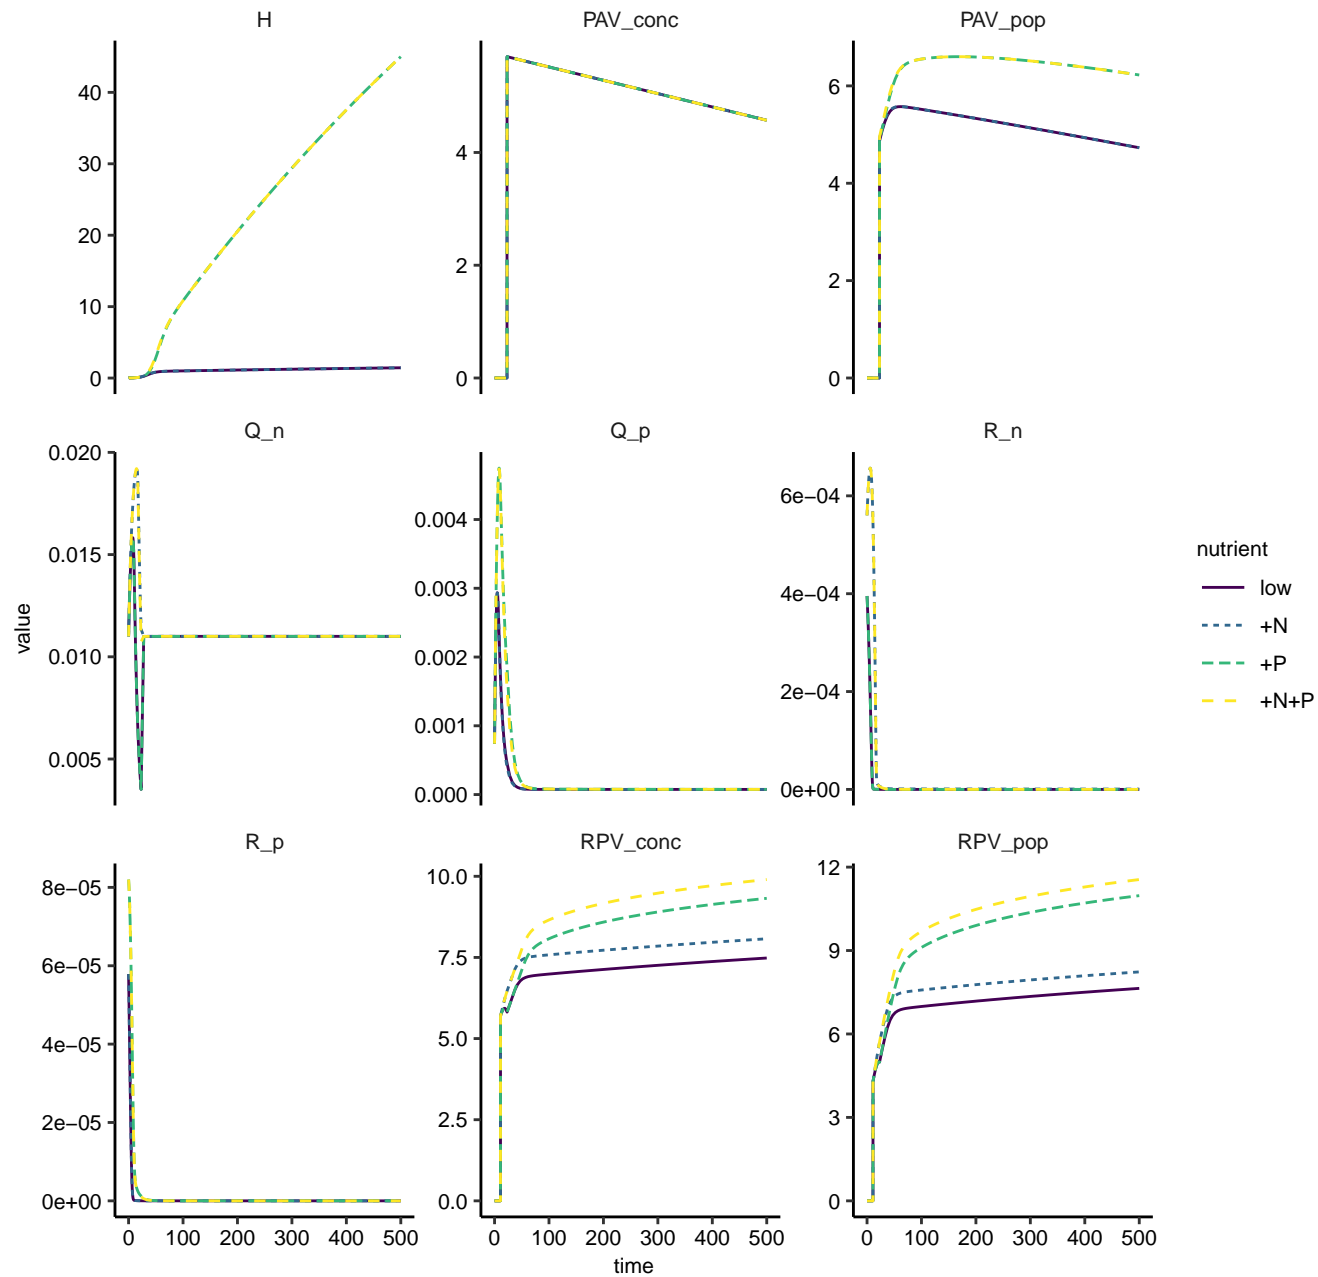 H
PAV_conc
PAV_pop
40
30
20
10
0
4
2
0
6
4
2
0
Q_n
Q_p
R_n
0.020
0.015
0.010
0.005
0.004
0.003
0.002
0.001
0.000
6e−04
4e−04
2e−04
0e+00
R_p
RPV_conc
RPV_pop
8e−05
6e−05
4e−05
2e−05
0e+00
10.0
7.5
5.0
2.5
0.0
12
9
6
3
0
0 100 200 300 400 500
0 100 200 300 400 500
0 100 200 300 400 500
time
value
nutrient
low
+N
+P
+N+P